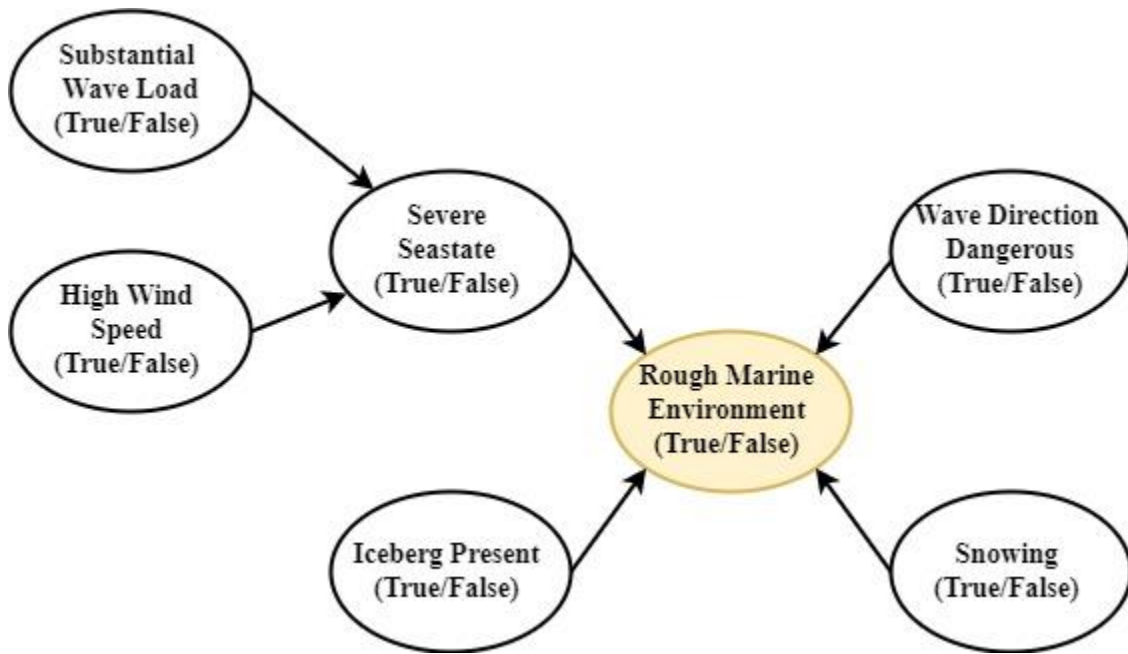 Substantial
Wave Load
(True/False)
High Wind
Speed
(True/False)
Severe
Seastate
(True/False)
Wave Direction
Dangerous
(True/False)
Rough Marine
Environment
(True/False)
Iceberg Present
(True/False)
Snowing
(True/False)